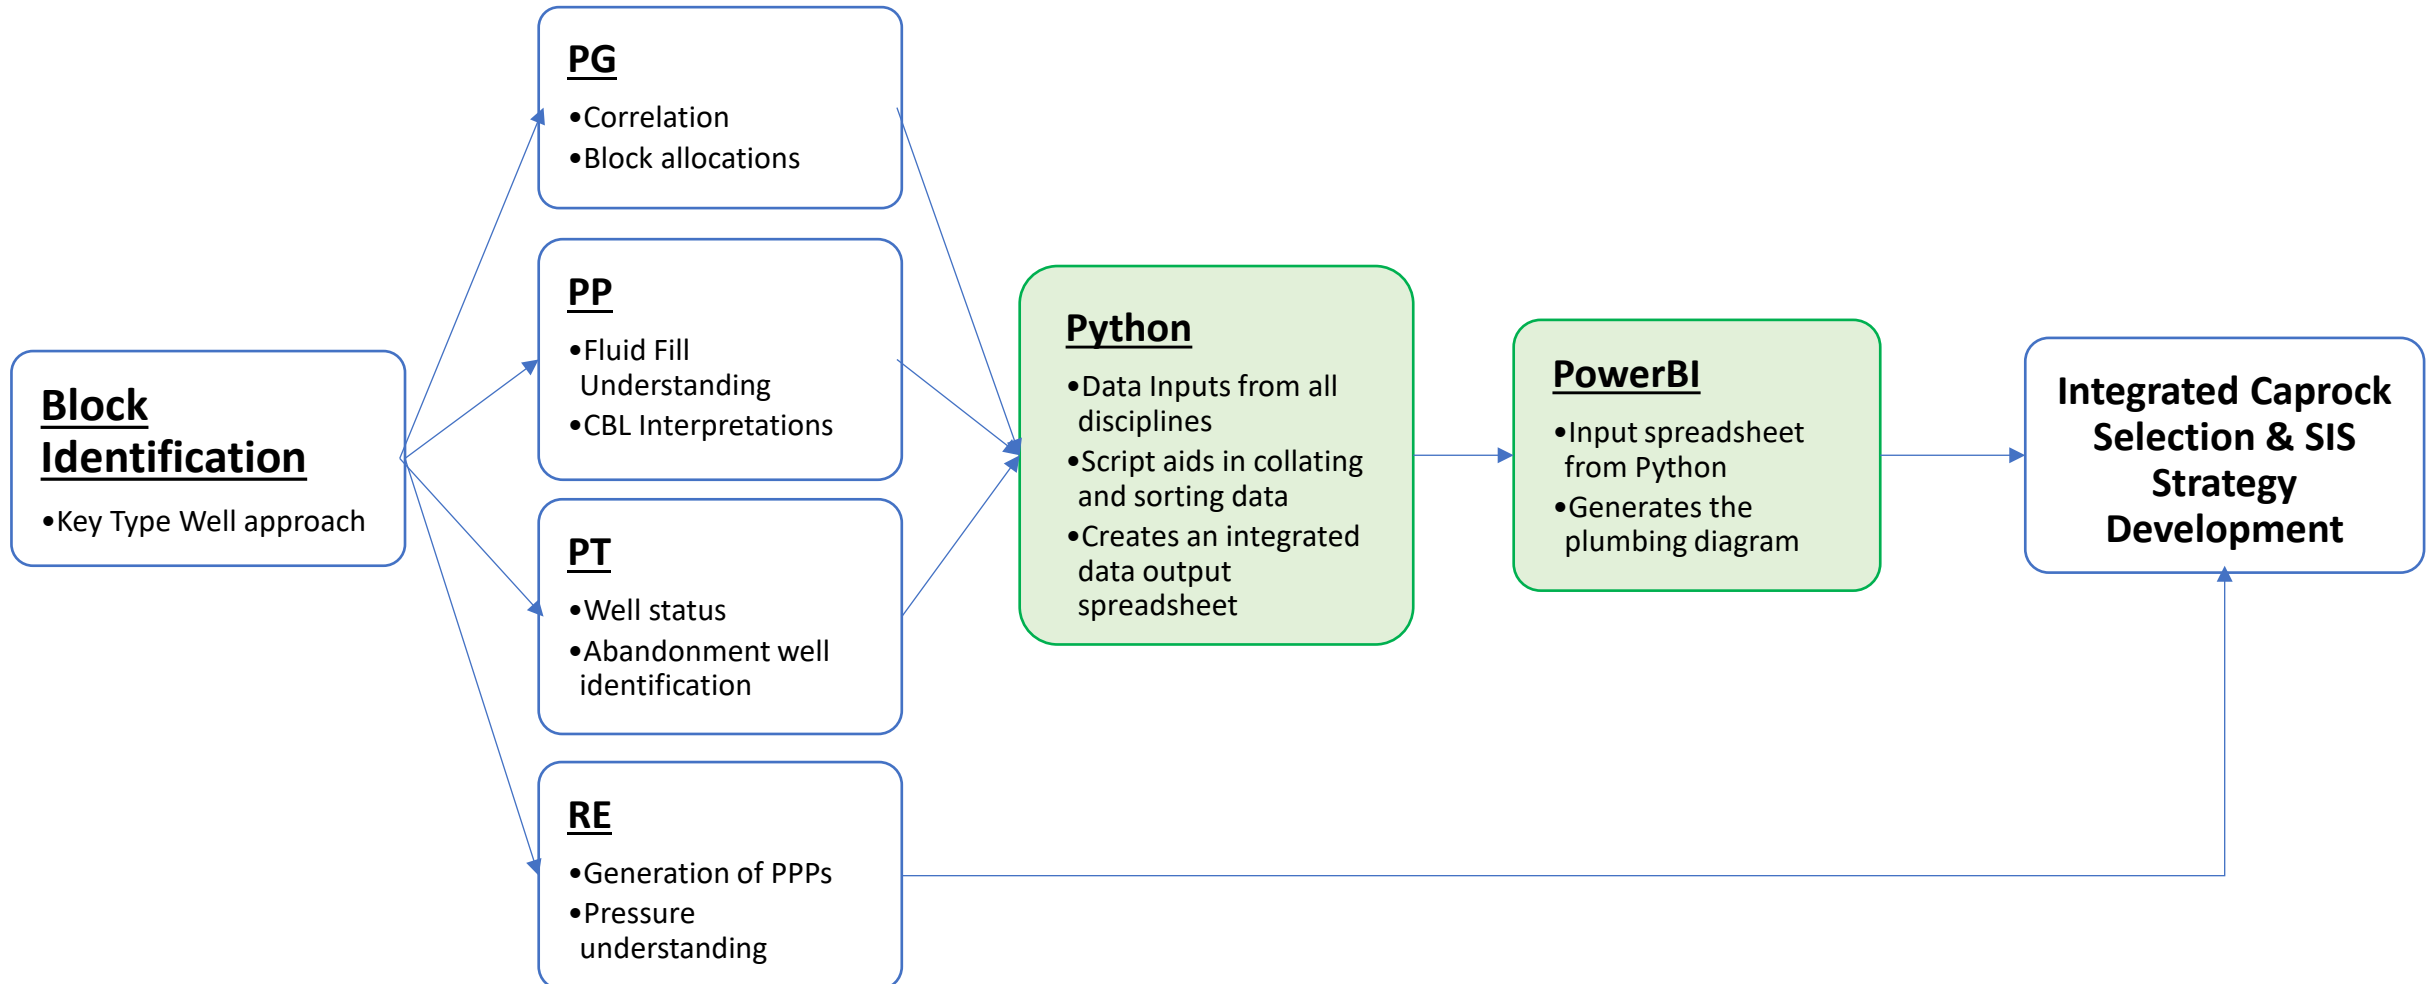 Block
Identification
•Key Type Well approach
PG
•Correlation
•Block allocations
PP
•Fluid Fill
Understanding
•CBL Interpretations
PT
•Well status
•Abandonment well
identification
RE
•Generation of PPPs
•Pressure
understanding
Python
•Data Inputs from all
disciplines
•Script aids in collating
and sorting data
•Creates an integrated
data output
spreadsheet
PowerBI
•Input spreadsheet
from Python
•Generates the
plumbing diagram
Integrated Caprock
Selection & SIS
Strategy
Development